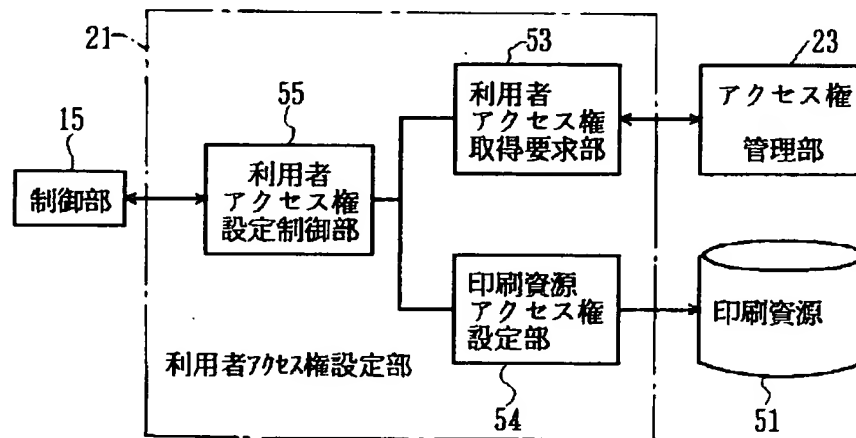 21
53
23
利用者
アクセス権
取得要求部
アクセス権
管理部
55
15
利用者
アクセス権
設定制御部
制御部
印刷資源
アクセス権
設定部
印刷資源
利用者アクセス権設定部
54
51